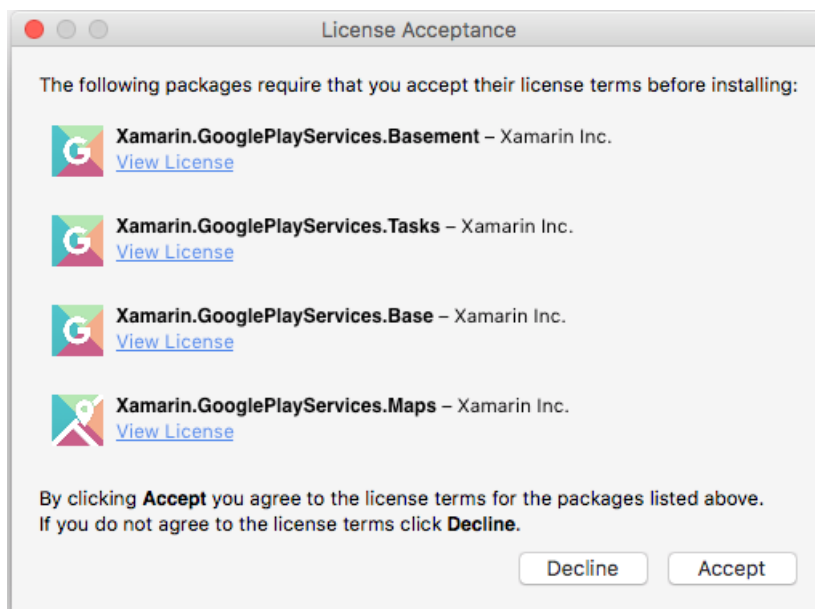 License Acceptance
The following packages require that you accept their license terms before installing:
G
Xamarin.GooglePlayServices.Basement – Xamarin Inc.
View License
G
Xamarin.GooglePlayServices.Tasks – Xamarin Inc.
View License
G
Xamarin.GooglePlayServices.Base – Xamarin Inc.
View License
Xamarin.GooglePlayServices.Maps – Xamarin Inc.
View License
By clicking Accept you agree to the license terms for the packages listed above.
If you do not agree to the license terms click Decline.
Decline Accept